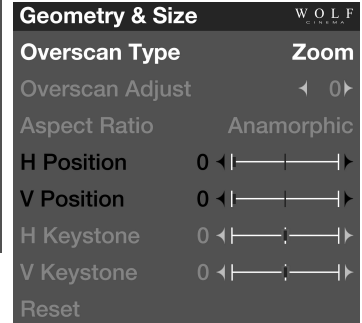 Geometry & Size WOLF
CINEMA
Overscan Type Zoom
Overscan Adjust 0
Aspect Ratio Anamorphic
H Position 0
V Position 0
H Keystone 0
V Keystone 0
Reset